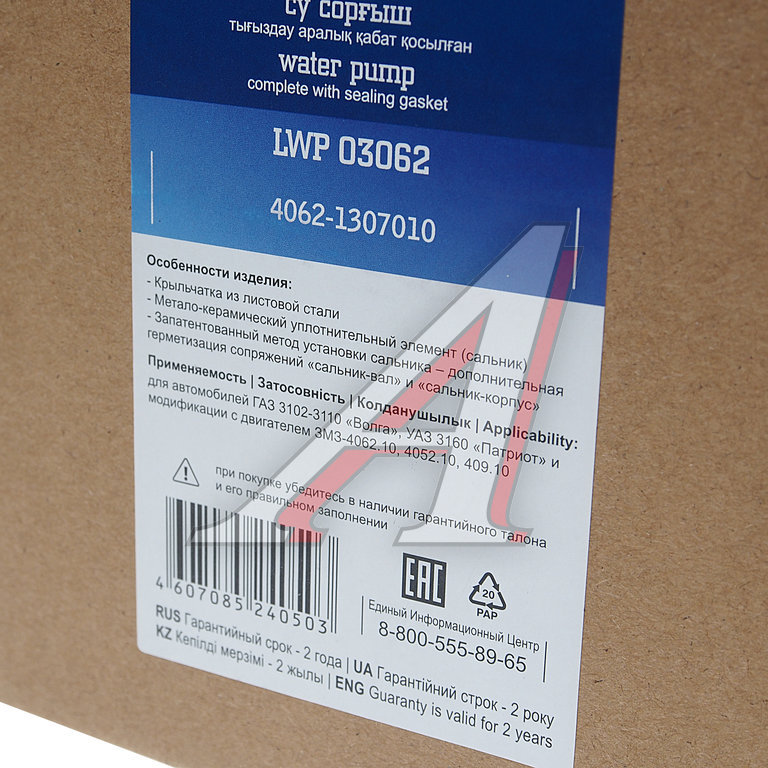 су сорғыш
тығыздау аралық қабат қосылған
water pump
complete with sealing gasket
LWP 03062
4062-1307010
Особенности изделия:
- Крыльчатка из листовой стали
- Метало-керамический уплотнительный элемент (сальник)
- Запатентованный метод установки сальника – дополнительная
герметизация сопряжений «сальник-вал» и «сальник-корпус»
Применяемость | Затосовність | Колданушылык | Applicability:
для автомобилей ГАЗ 3102-3110 «Волга», УАЗ 3160 «Патриот» и
модификации с двигателем ЗМЗ-4062.10, 4052.10, 409.10
при покупке убедитесь в наличии гарантийного талона
и его правильном заполнении
4 607085 240503
EAC
20
PAP
Единый Информационный Центр
8-800-555-89-65
RUS Гарантийный срок - 2 года | UA Гарантійний строк - 2 року
KZ Кепілді мерзімі - 2 жылы | ENG Guaranty is valid for 2 years